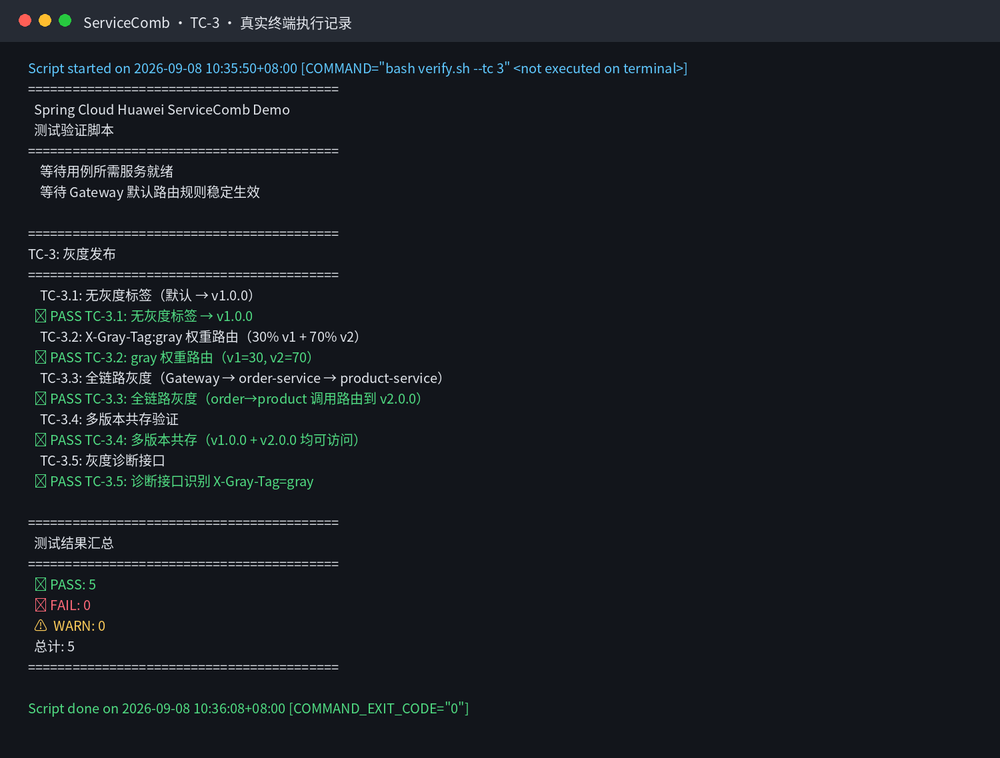 ServiceComb • TC-3 • 真实终端执行记录
Script started on 2026-09-08 10:35:50+08:00 [COMMAND="bash verify.sh --tc 3" <not executed on terminal>]
==========================================
Spring Cloud Huawei ServiceComb Demo
测试验证脚本
==========================================
等待用例所需服务就绪
等待 Gateway 默认路由规则稳定生效
==========================================
TC-3: 灰度发布
==========================================
TC-3.1: 无灰度标签（默认 → v1.0.0）
PASS TC-3.1: 无灰度标签 → v1.0.0
TC-3.2: X-Gray-Tag:gray 权重路由（30% v1 + 70% v2）
PASS TC-3.2: gray 权重路由（v1=30, v2=70）
TC-3.3: 全链路灰度（Gateway → order-service → product-service）
PASS TC-3.3: 全链路灰度（order→product 调用路由到 v2.0.0）
TC-3.4: 多版本共存验证
PASS TC-3.4: 多版本共存（v1.0.0 + v2.0.0 均可访问）
TC-3.5: 灰度诊断接口
PASS TC-3.5: 诊断接口识别 X-Gray-Tag=gray
==========================================
测试结果汇总
==========================================
PASS: 5
FAIL: 0
⚠ WARN: 0
总计: 5
==========================================
Script done on 2026-09-08 10:36:08+08:00 [COMMAND_EXIT_CODE="0"]